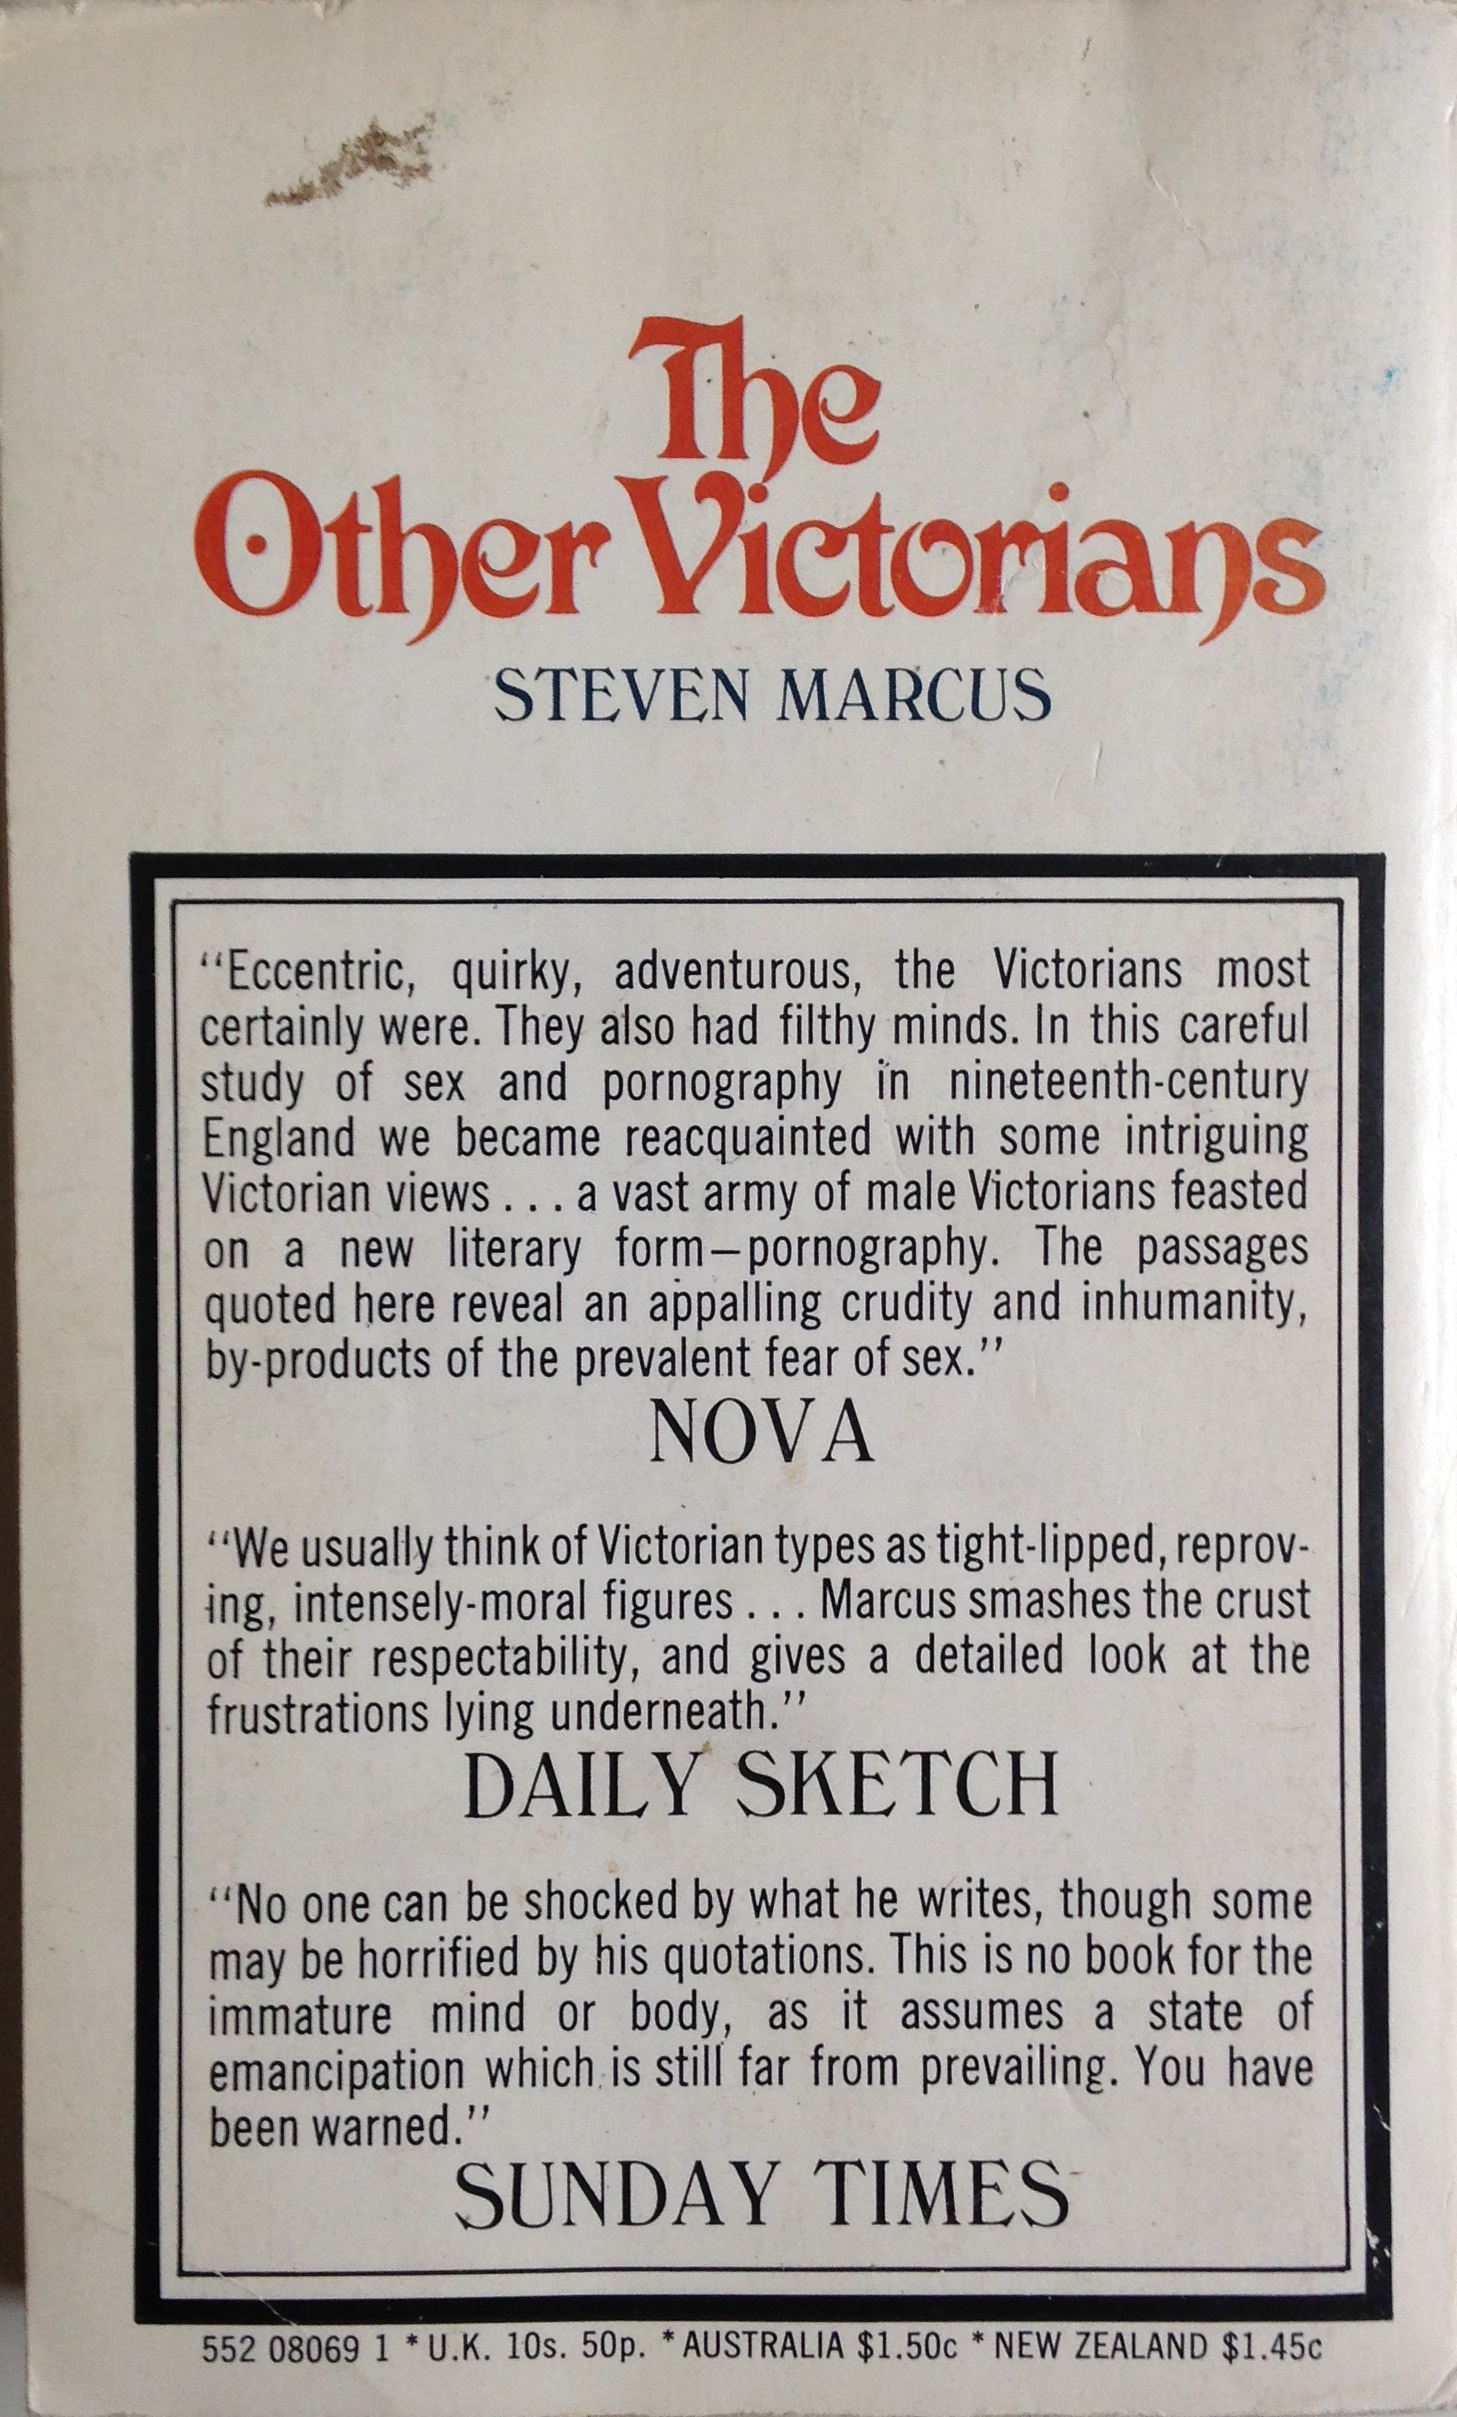 The
Other Victorians
STEVEN MARCUS
‘‘Eccentric, quirky, adventurous, the Victorians most
certainly were. They also had filthy minds. In this careful
study of sex and pornography in nineteenth-century
England we became reacquainted with some intriguing
Victorian views . . . a vast army of male Victorians feasted
on a new literary form—pornography. The passages
quoted here reveal an appalling crudity and inhumanity,
by-products of the prevalent fear of sex.’’
NOVA
‘‘We usually think of Victorian types as tight-lipped, reprov-
ing, intensely-moral figures . . . Marcus smashes the crust
of their respectability, and gives a detailed look at the
frustrations lying underneath.’’
DAILY SKETCH
‘‘No one can be shocked by what he writes, though some
may be horrified by his quotations. This is no book for the
immature mind or body, as it assumes a state of
emancipation which is still far from prevailing. You have
been warned.’’
SUNDAY TIMES
552 08069 1 * U.K. 10s. 50p. * AUSTRALIA $1.50c * NEW ZEALAND $1.45c